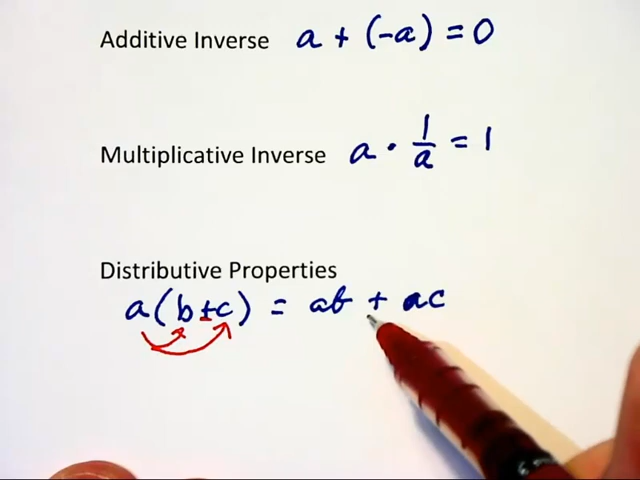 Additive Inverse a + (-a) = 0
Multiplicative Inverse a · 1/a = 1
Distributive Properties
a(b±c) = ab + ac